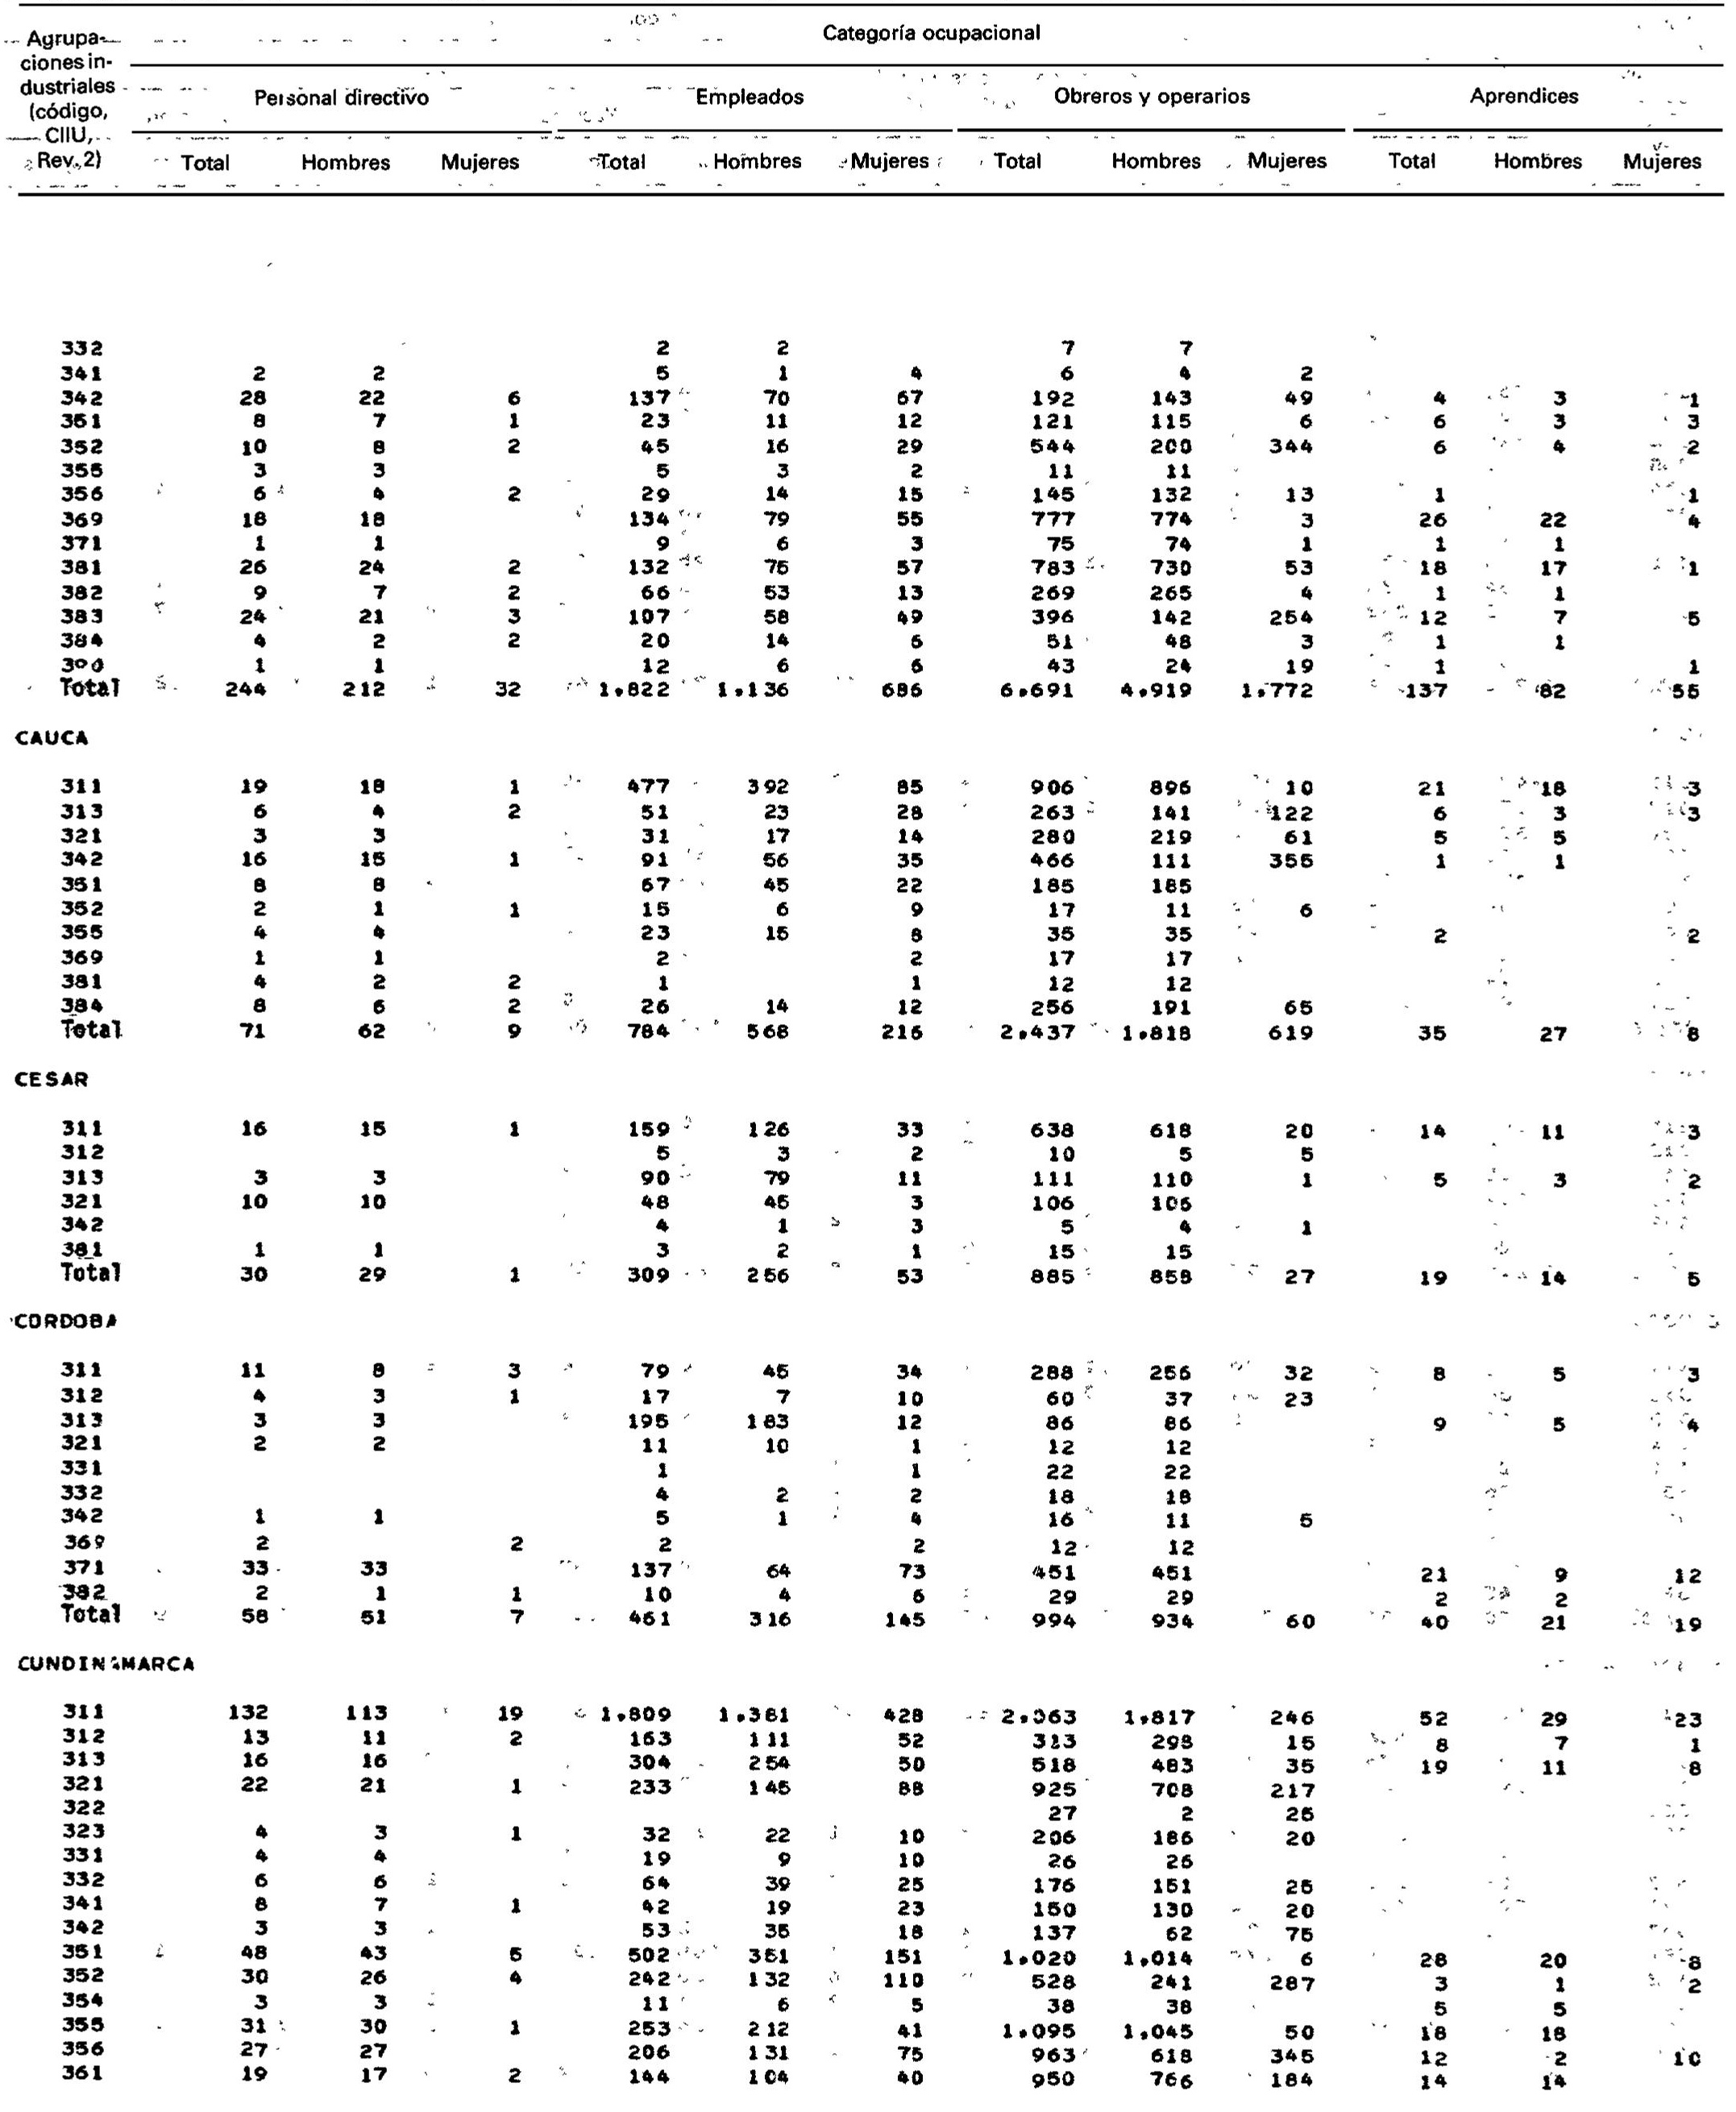 Agrupa- Categoría ocupacional
ciones in-
dustriales Personal directivo Empleados Obreros y operarios Aprendices
(código,
CIIU,
Rev. 2) Total Hombres Mujeres Total Hombres Mujeres Total Hombres Mujeres Total Hombres Mujeres
332 2 2 7 7
341 2 2 5 1 4 6 4 2
342 28 22 6 137 70 67 192 143 49 4 3 1
351 8 7 1 23 11 12 121 115 6 6 3 3
352 10 8 2 45 16 29 544 200 344 6 4 2
355 3 3 5 3 2 11 11
356 6 4 2 29 14 15 145 132 13 1 1
369 18 18 134 79 55 777 774 3 26 22 4
371 1 1 9 6 3 75 74 1 1 1
381 26 24 2 132 75 57 783 730 53 18 17 1
382 9 7 2 66 53 13 269 265 4 1 1
383 24 21 3 107 58 49 396 142 254 12 7 5
384 4 2 2 20 14 6 51 48 3 1 1
390 1 1 12 6 6 43 24 19 1 1
Total 244 212 32 1.822 1.136 686 6.691 4.919 1.772 137 82 55
CAUCA
311 19 18 1 477 392 85 906 896 10 21 18 3
313 6 4 2 51 23 28 263 141 122 6 3 3
321 3 3 31 17 14 280 219 61 5 5
342 16 15 1 91 56 35 466 111 355 1 1
351 8 8 67 45 22 185 185
352 2 1 1 15 6 9 17 11 6
355 4 4 23 15 8 35 35 2 2
369 1 1 2 2 17 17
381 4 2 2 1 1 12 12
384 8 6 2 26 14 12 256 191 65
Total 71 62 9 784 568 216 2.437 1.818 619 35 27 8
CESAR
311 16 15 1 159 126 33 638 618 20 14 11 3
312 5 3 2 10 5 5
313 3 3 90 79 11 111 110 1 5 3 2
321 10 10 48 45 3 106 106
342 4 1 3 5 4 1
381 1 1 3 2 1 15 15
Total 30 29 1 309 256 53 885 858 27 19 14 5
CORDOBA
311 11 8 3 79 45 34 288 256 32 8 5 3
312 4 3 1 17 7 10 60 37 23
313 3 3 195 183 12 86 86 9 5 4
321 2 2 11 10 1 12 12
331 1 1 22 22
332 4 2 2 18 18
342 1 1 5 1 4 16 11 5
369 2 2 2 2 12 12
371 33 33 137 64 73 451 451 21 9 12
382 2 1 1 10 4 6 29 29 2 2
Total 58 51 7 461 316 145 994 934 60 40 21 19
CUNDINAMARCA
311 132 113 19 1.809 1.381 428 2.063 1.817 246 52 29 23
312 13 11 2 163 111 52 313 298 15 8 7 1
313 16 16 304 254 50 518 483 35 19 11 8
321 22 21 1 233 145 88 925 708 217
322 27 2 25
323 4 3 1 32 22 10 206 186 20
331 4 4 19 9 10 26 26
332 6 6 64 39 25 176 151 25
341 8 7 1 42 19 23 150 130 20
342 3 3 53 35 18 137 62 75
351 48 43 5 502 351 151 1.020 1.014 6 28 20 8
352 30 26 4 242 132 110 528 241 287 3 1 2
354 3 3 11 6 5 38 38 5 5
355 31 30 1 253 212 41 1.095 1.045 50 18 18
356 27 27 206 131 75 963 618 345 12 2 10
361 19 17 2 144 104 40 950 766 184 14 14